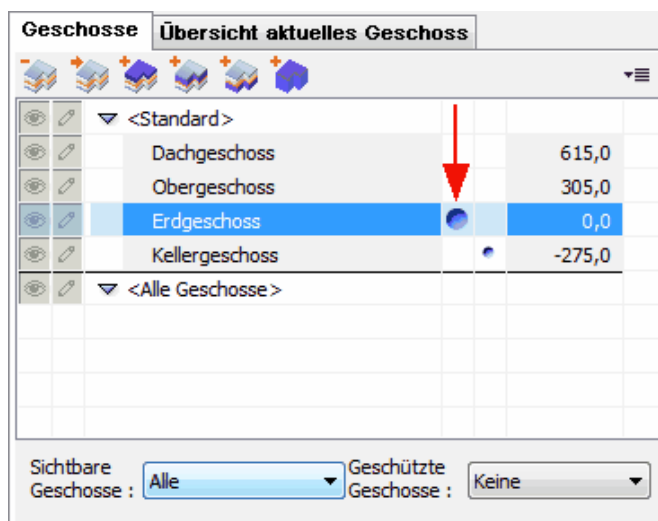 Geschosse Übersicht aktuelles Geschoss
<Standard>
Dachgeschoss 615,0
Obergeschoss 305,0
Erdgeschoss 0,0
Kellergeschoss -275,0
<Alle Geschosse>
Sichtbare Geschosse : Alle Geschützte Geschosse : Keine